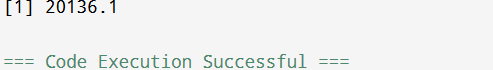 [1] 20136.1
=== Code Execution Successful ===